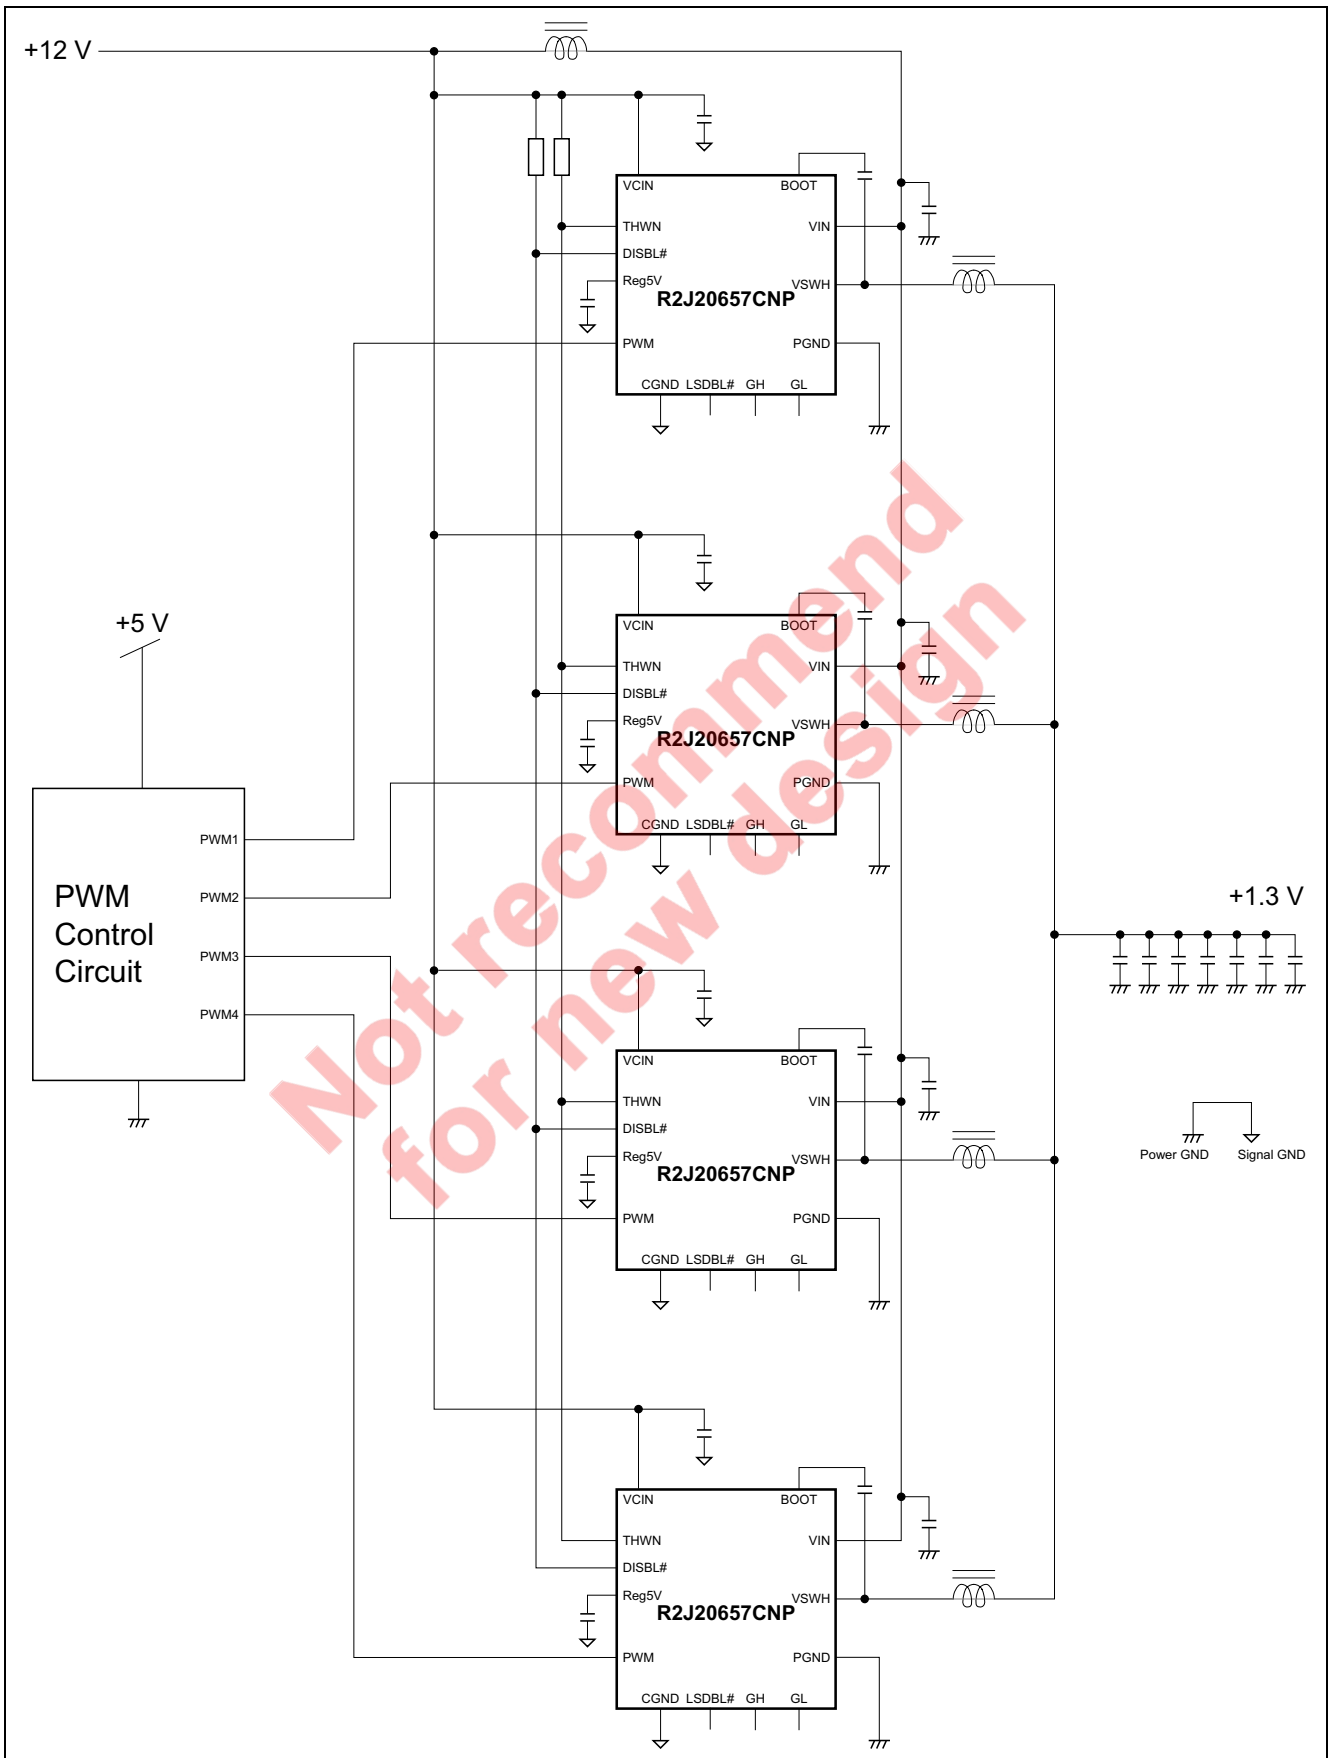 +12 V
VCIN
BOOT
THWN
VIN
DISBL#
Reg5V
VSWH
R2J20657CNP
PWM
PGND
CGND LSDBL# GH GL
+5 V
VCIN
BOOT
THWN
VIN
DISBL#
Reg5V
VSWH
R2J20657CNP
PWM
PGND
CGND LSDBL# GH GL
PWM Control Circuit
PWM1
PWM2
PWM3
PWM4
+1.3 V
VCIN
BOOT
THWN
VIN
DISBL#
Reg5V
VSWH
R2J20657CNP
PWM
PGND
CGND LSDBL# GH GL
Power GND
Signal GND
VCIN
BOOT
THWN
VIN
DISBL#
Reg5V
VSWH
R2J20657CNP
PWM
PGND
CGND LSDBL# GH GL
Not recommend
for new design